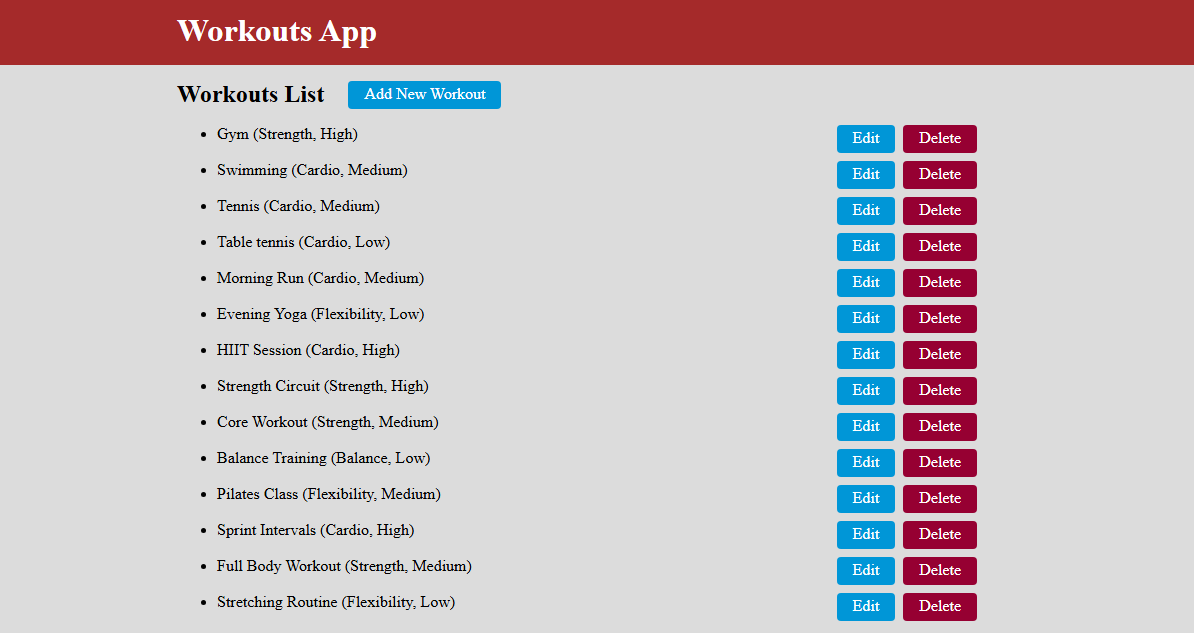 Workouts App
Workouts List Add New Workout
Gym (Strength, High) Edit Delete
Swimming (Cardio, Medium) Edit Delete
Tennis (Cardio, Medium) Edit Delete
Table tennis (Cardio, Low) Edit Delete
Morning Run (Cardio, Medium) Edit Delete
Evening Yoga (Flexibility, Low) Edit Delete
HIIT Session (Cardio, High) Edit Delete
Strength Circuit (Strength, High) Edit Delete
Core Workout (Strength, Medium) Edit Delete
Balance Training (Balance, Low) Edit Delete
Pilates Class (Flexibility, Medium) Edit Delete
Sprint Intervals (Cardio, High) Edit Delete
Full Body Workout (Strength, Medium) Edit Delete
Stretching Routine (Flexibility, Low) Edit Delete